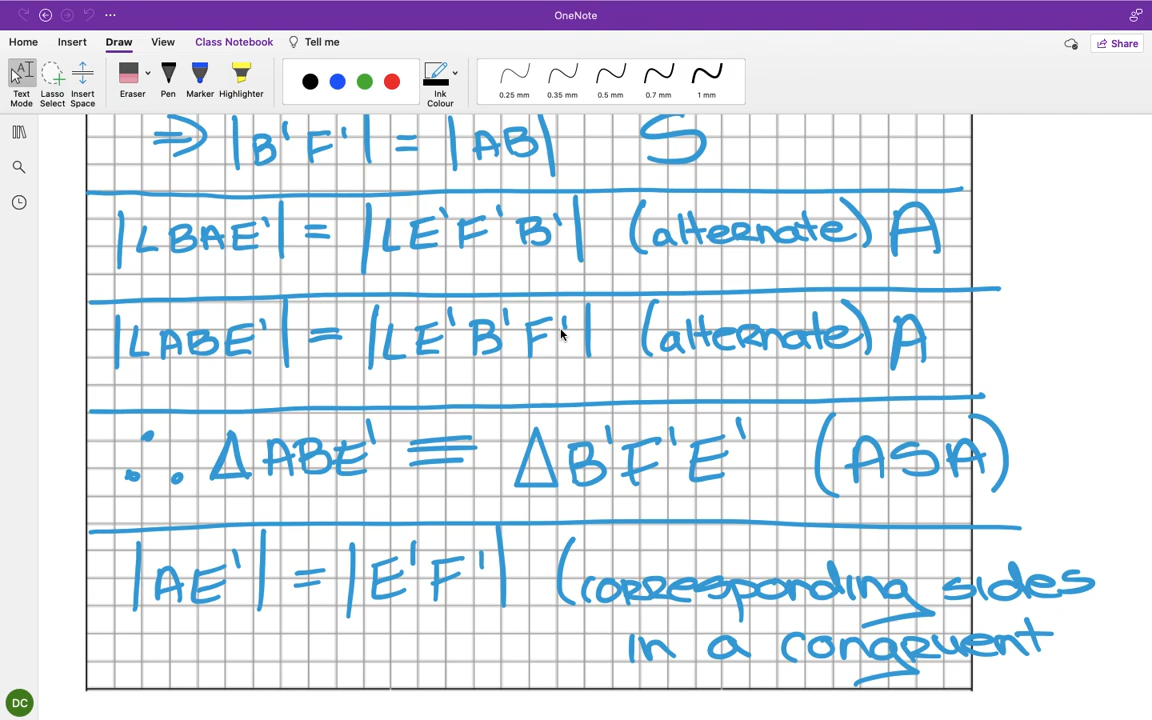 OneNote
Home Insert Draw View Class Notebook Tell me Share
Text Mode Lasso Select Insert Space Eraser Pen Marker Highlighter Ink Colour 0.25 mm 0.35 mm 0.5 mm 0.7 mm 1 mm
⇒ |B'F'| = |AB| S
|∠BAE'| = |∠E'F'B'| (alternate) A
|∠ABE'| = |∠E'B'F'| (alternate) A
∴ ΔABE' ≡ ΔB'F'E' (ASA)
|AE'| = |E'F'| (corresponding sides
in a congruent
DC